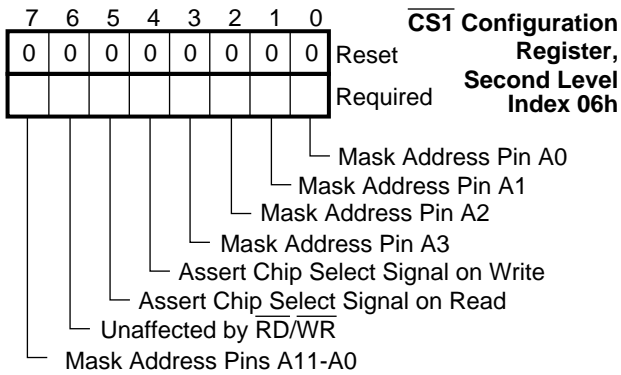 7 6 5 4 3 2 1 0
CS1 Configuration
Register,
Second Level
Index 06h
0 0 0 0 0 0 0 0 Reset
Required
Mask Address Pin A0
Mask Address Pin A1
Mask Address Pin A2
Mask Address Pin A3
Assert Chip Select Signal on Write
Assert Chip Select Signal on Read
Unaffected by RD/WR
Mask Address Pins A11-A0